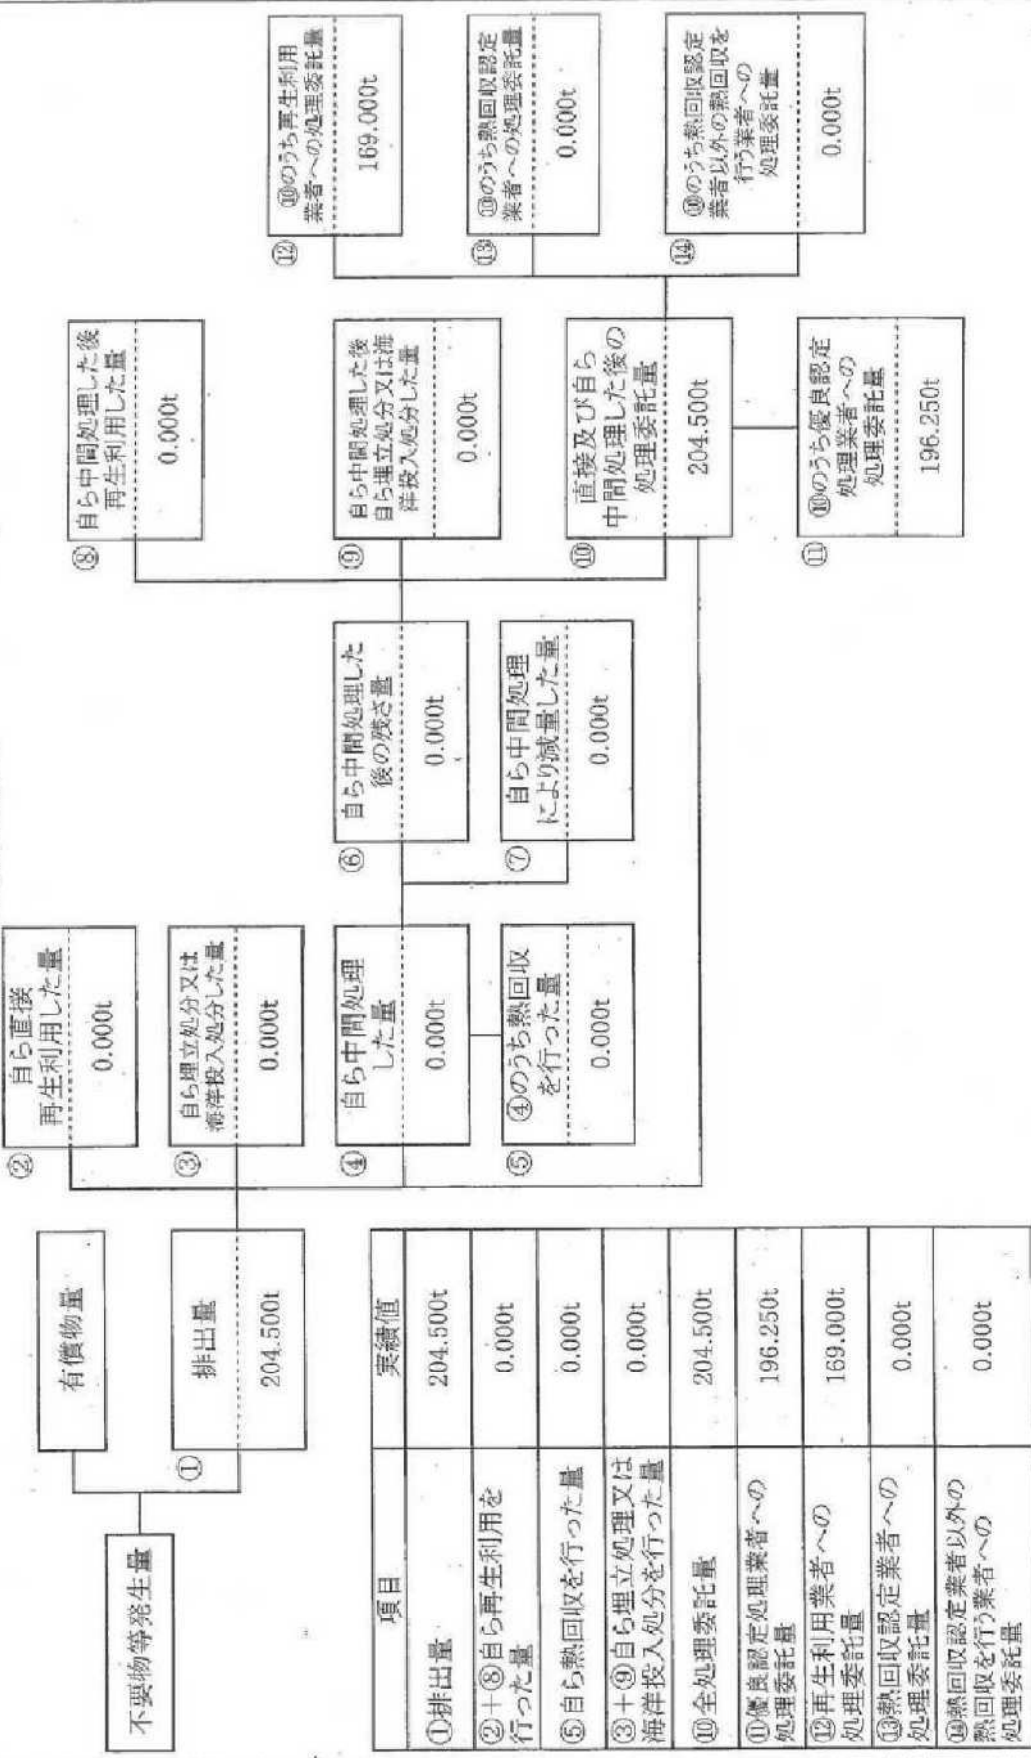 不要物等発生量
有償物量
①
排出量
204.500t
②
自ら直接
再生利用した量
0.000t
③
自ら埋立処分又は
海洋投入処分した量
0.000t
④
自ら中間処理
した量
0.000t
⑤
④のうち熱回収
を行った量
0.000t
⑥
自ら中間処理した
後の残さ量
0.000t
⑦
自ら中間処理
により減量した量
0.000t
⑧
自ら中間処理した後
再生利用した量
0.000t
⑨
自ら中間処理した後
自ら埋立処分又は海
洋投入処分した量
0.000t
⑩
直接及び自ら
中間処理した後の
処理委託量
204.500t
⑪
⑩のうち優良認定
処理業者への
処理委託量
196.250t
⑫
⑩のうち再生利用
業者への処理委託量
169.000t
⑬
⑩のうち熱回収認定
業者への処理委託量
0.000t
⑭
⑩のうち熱回収認定
業者以外の熱回収を
行う業者への
処理委託量
0.000t
項目 実績値
①排出量 204.500t
②+⑧自ら再生利用を
行った量 0.000t
⑤自ら熱回収を行った量 0.000t
③+⑨自ら埋立処理又は
海洋投入処分を行った量 0.000t
⑩全処理委託量 204.500t
⑪優良認定処理業者への
処理委託量 196.250t
⑫再生利用業者への
処理委託量 169.000t
⑬熱回収認定業者への
処理委託量 0.000t
⑭熱回収認定業者以外の
熱回収を行う業者への
処理委託量 0.000t